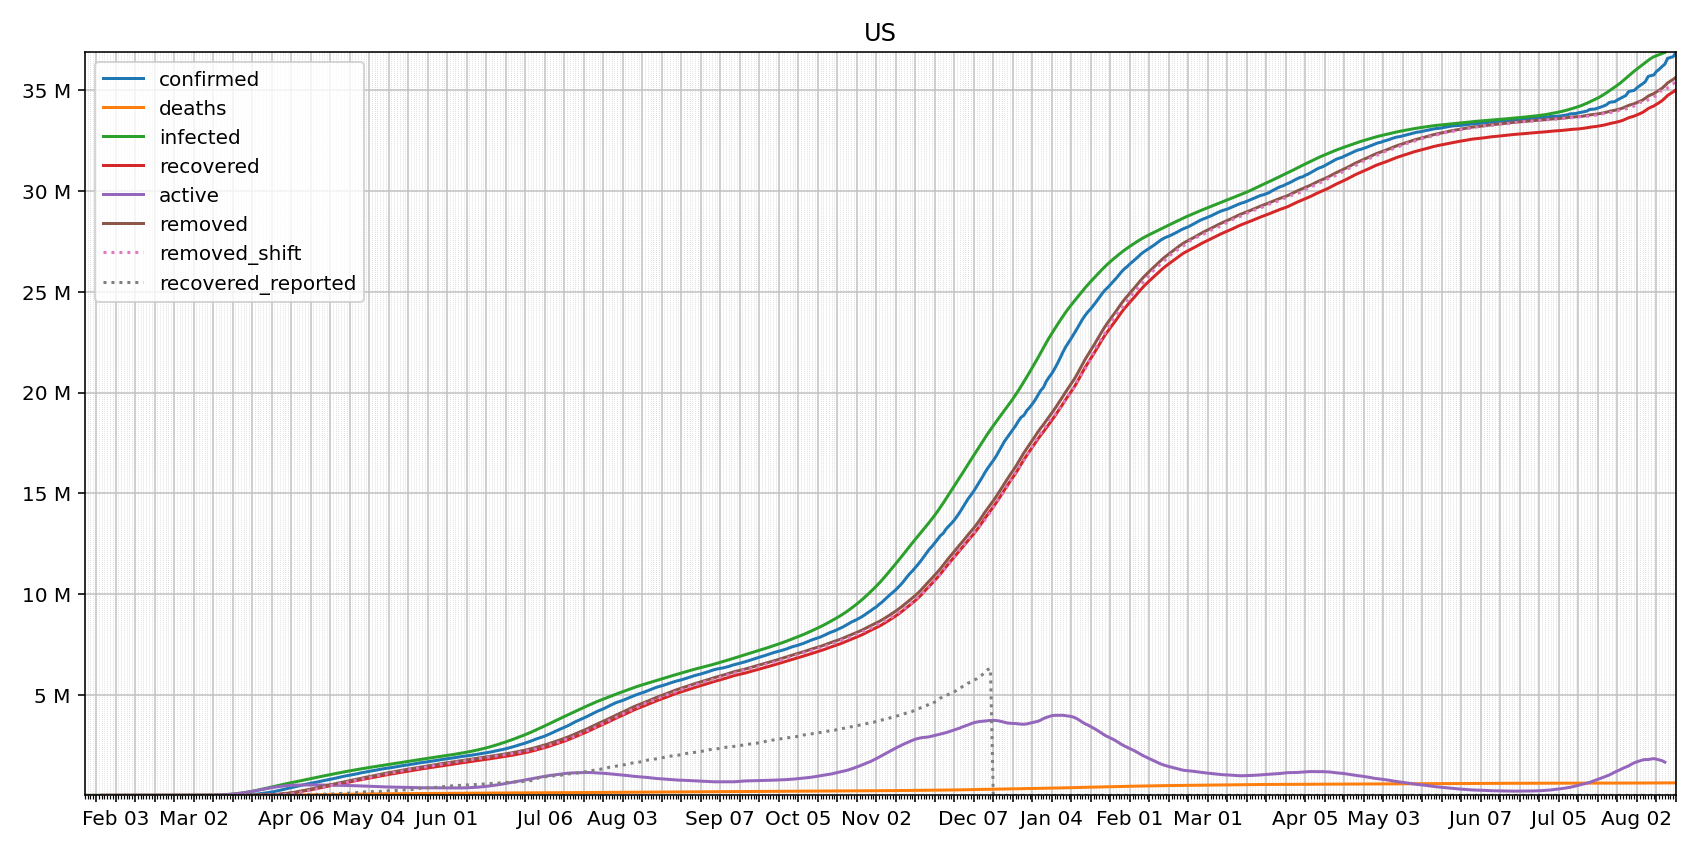 US
confirmed
deaths
infected
recovered
active
removed
removed_shift
recovered_reported
35 M
30 M
25 M
20 M
15 M
10 M
5 M
Feb 03 Mar 02 Apr 06 May 04 Jun 01 Jul 06 Aug 03 Sep 07 Oct 05 Nov 02 Dec 07 Jan 04 Feb 01 Mar 01 Apr 05 May 03 Jun 07 Jul 05 Aug 02